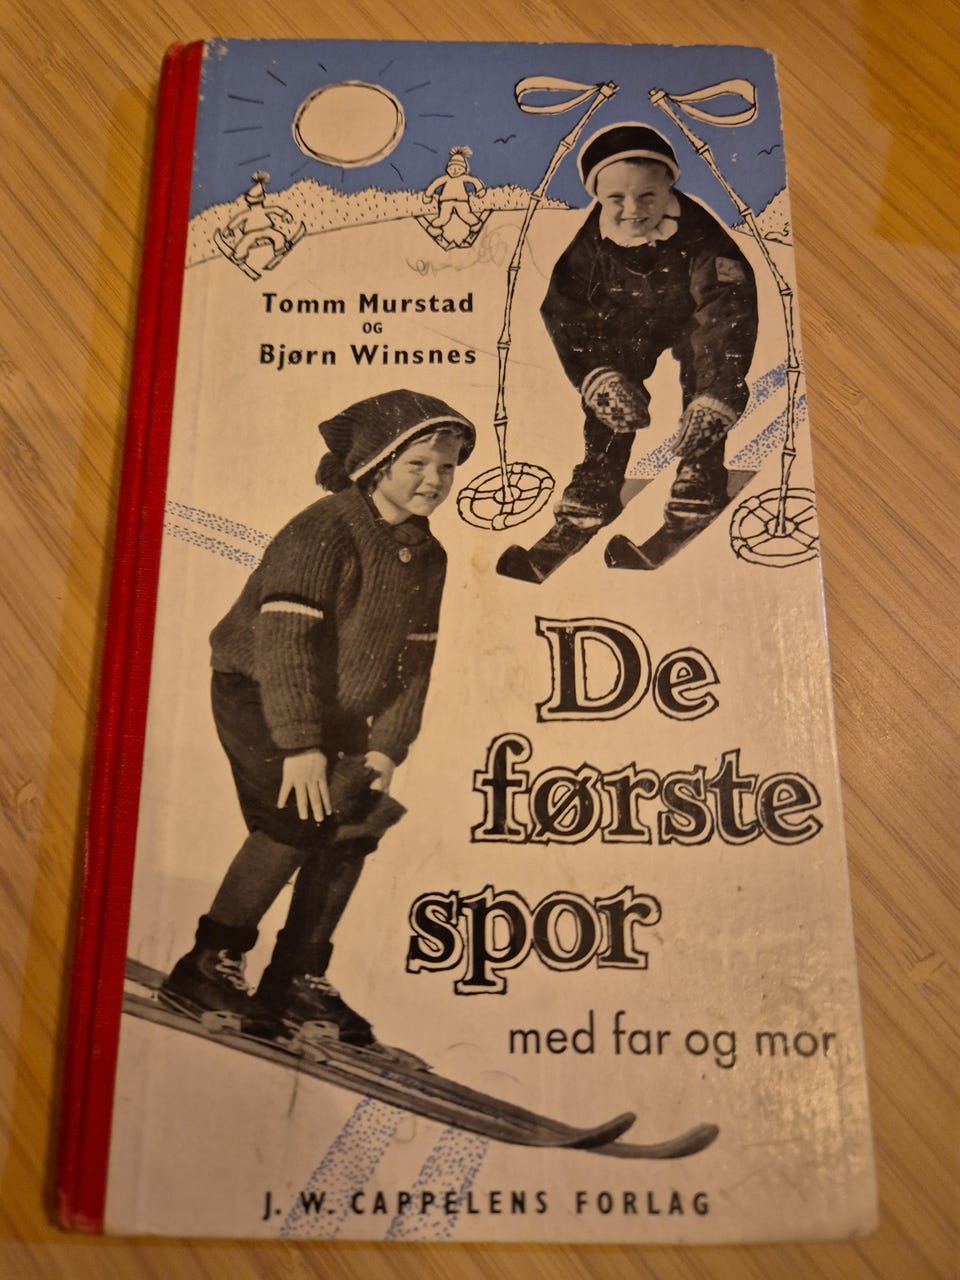 Tomm Murstad
OG
Bjørn Winsnes
De
første
spor
med far og mor
J. W. CAPPELENS FORLAG